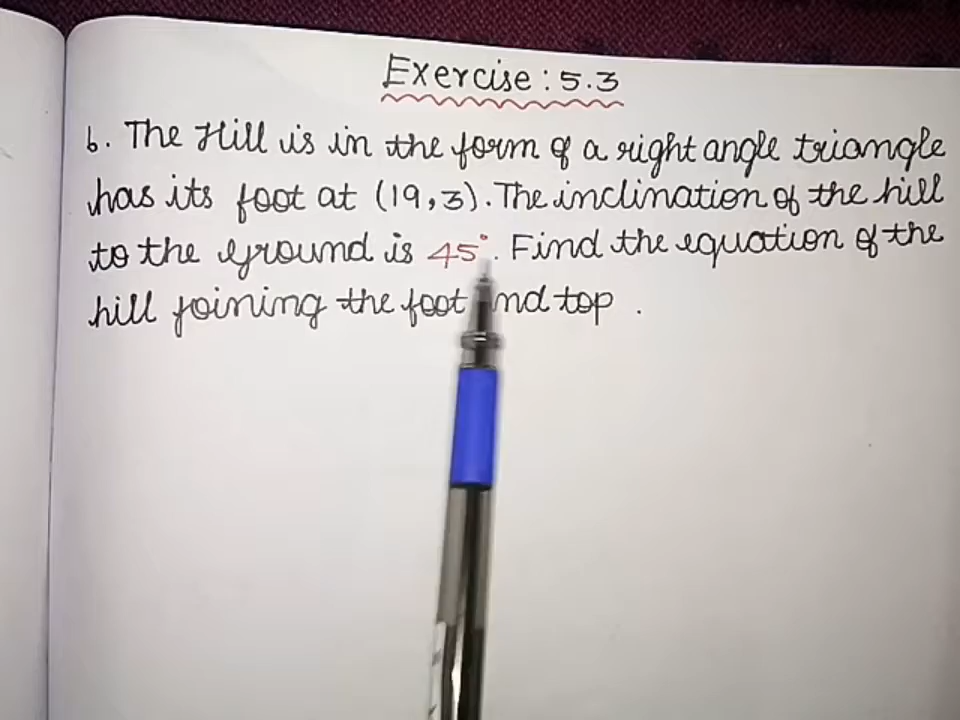 Exercise : 5.3
6. The Hill is in the form of a right angle triangle
has its foot at (19,3). The inclination of the hill
to the Ground is 45°. Find the equation of the
hill joining the foot nd top .